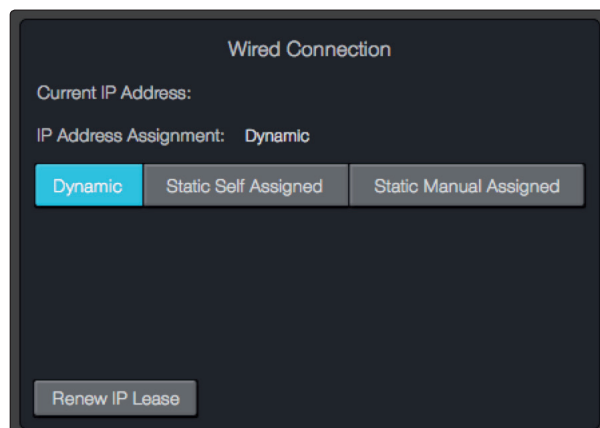 Wired Connection
Current IP Address:
IP Address Assignment: Dynamic
Dynamic Static Self Assigned Static Manual Assigned
Renew IP Lease